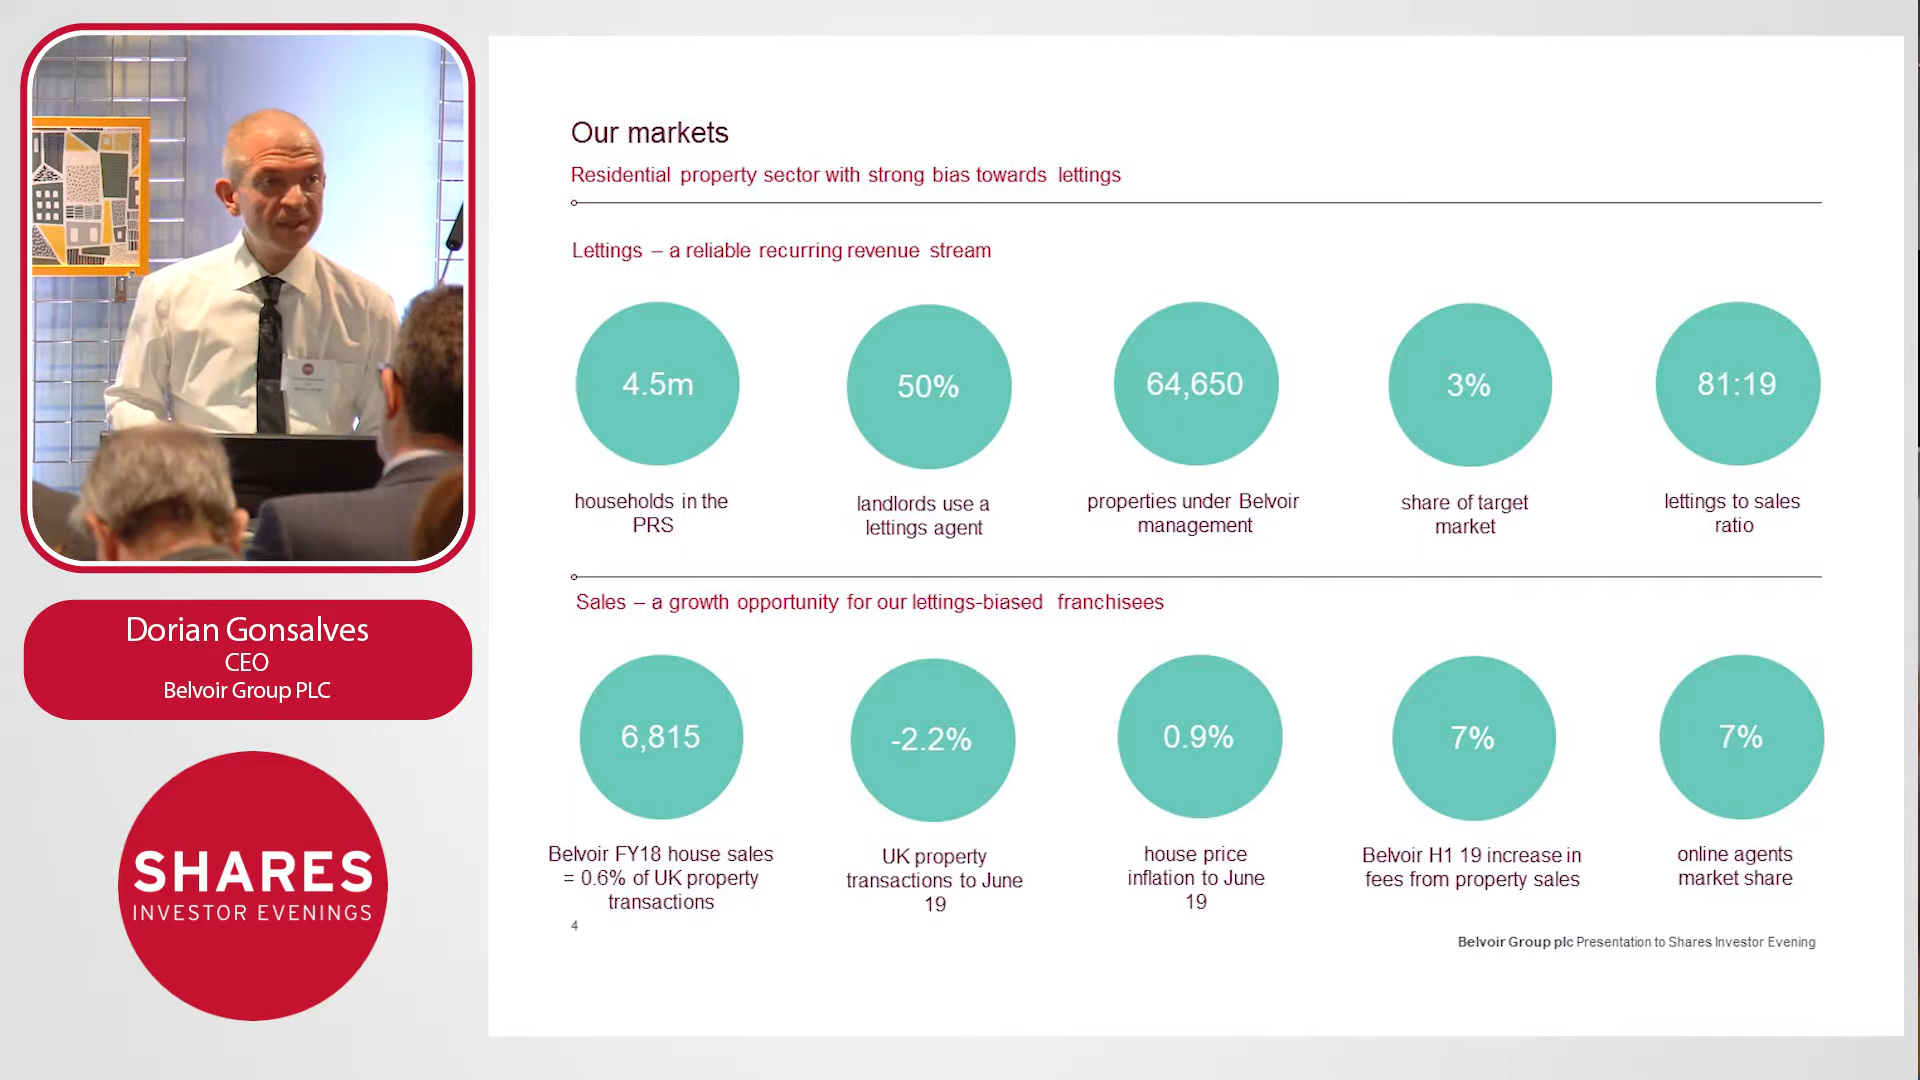 Dorian Gonsalves
CEO
Belvoir Group PLC
SHARES
INVESTOR EVENINGS
Our markets
Residential property sector with strong bias towards lettings
Lettings – a reliable recurring revenue stream
4.5m
households in the
PRS
50%
landlords use a
lettings agent
64,650
properties under Belvoir
management
3%
share of target
market
81:19
lettings to sales
ratio
Sales – a growth opportunity for our lettings-biased franchisees
6,815
Belvoir FY18 house sales
= 0.6% of UK property
transactions
-2.2%
UK property
transactions to June
19
0.9%
house price
inflation to June
19
7%
Belvoir H1 19 increase in
fees from property sales
7%
online agents
market share
4
Belvoir Group plc Presentation to Shares Investor Evening